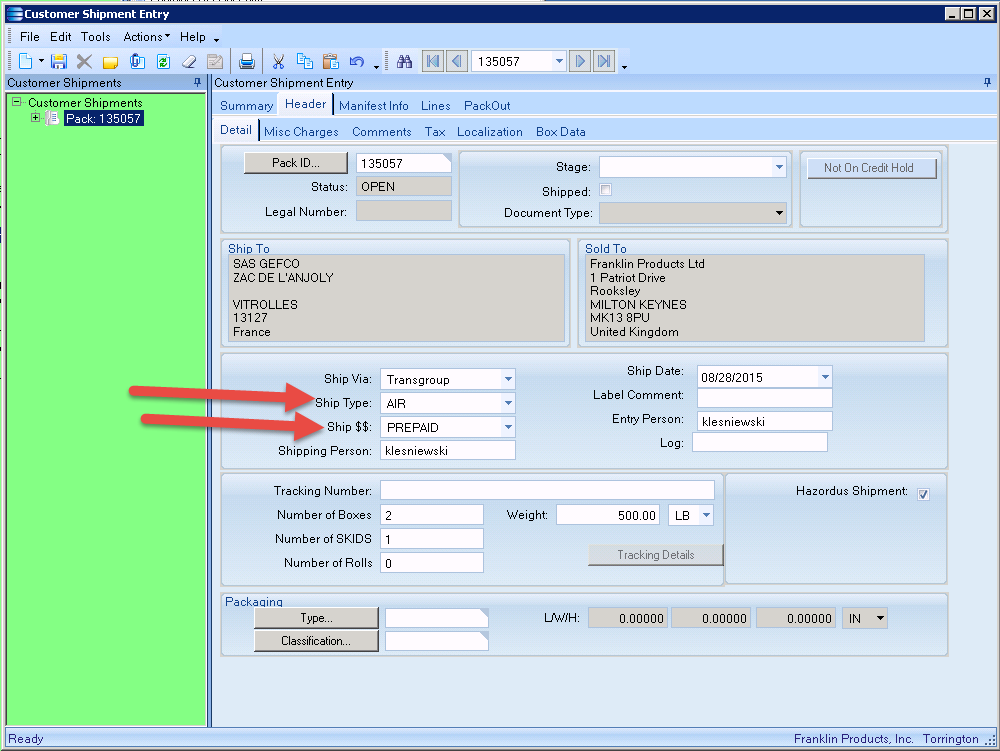 Customer Shipment Entry
File Edit Tools Actions Help
135057
Customer Shipments
Customer Shipments
Pack: 135057
Customer Shipment Entry
Summary Header Manifest Info Lines PackOut
Detail Misc Charges Comments Tax Localization Box Data
Pack ID... 135057
Status: OPEN
Legal Number:
Stage:
Shipped:
Document Type:
Not On Credit Hold
Ship To
SAS GEFCO
ZAC DE L'ANJOLY
VITROLLES
13127
France
Sold To
Franklin Products Ltd
1 Patriot Drive
Rooksley
MILTON KEYNES
MK13 8PU
United Kingdom
Ship Via: Transgroup
Ship Type: AIR
Ship $$: PREPAID
Shipping Person: klesniewski
Ship Date: 08/28/2015
Label Comment:
Entry Person: klesniewski
Log:
Tracking Number:
Number of Boxes 2
Weight: 500.00 LB
Number of SKIDS 1
Number of Rolls 0
Tracking Details
Hazordus Shipment:
Packaging
Type...
Classification...
L/W/H: 0.00000 0.00000 0.00000 IN
Ready
Franklin Products, Inc. Torrington